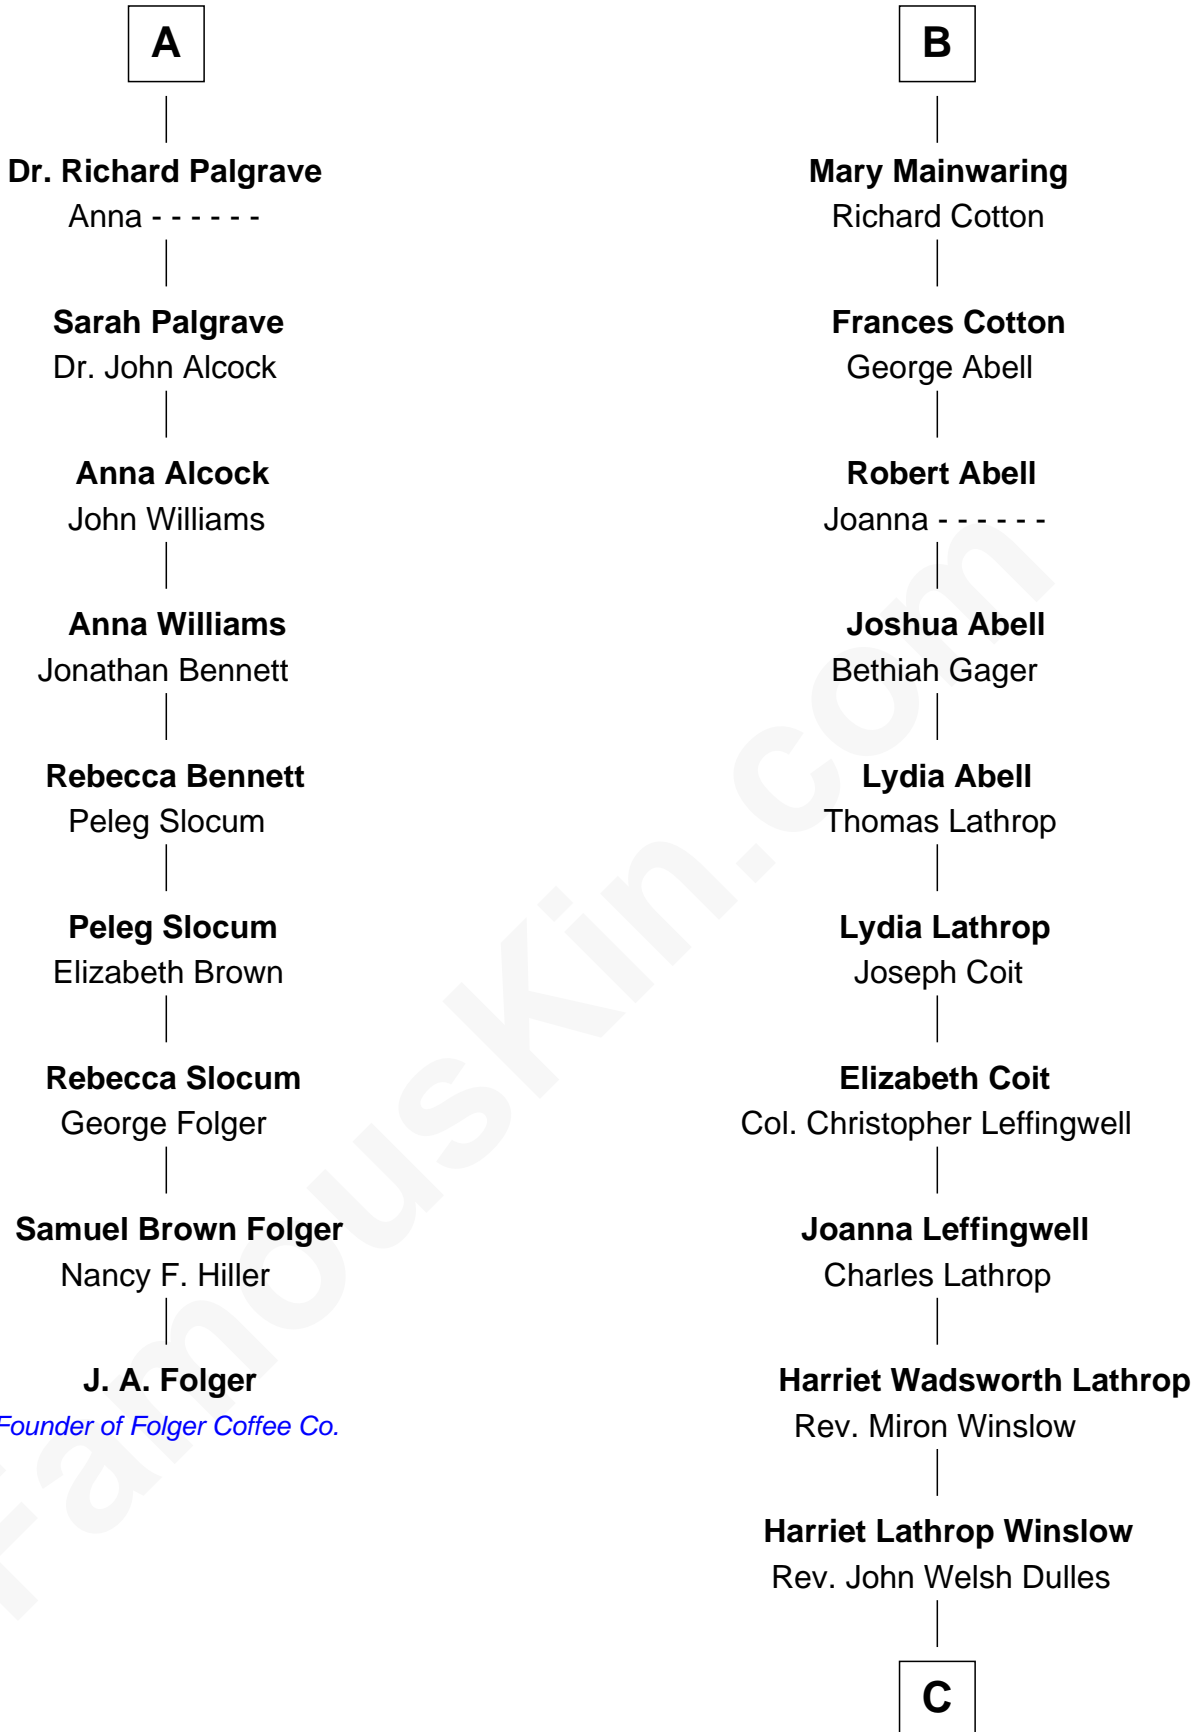 A
Dr. Richard Palgrave
Anna - - - - - -
Sarah Palgrave
Dr. John Alcock
Anna Alcock
John Williams
Anna Williams
Jonathan Bennett
Rebecca Bennett
Peleg Slocum
Peleg Slocum
Elizabeth Brown
Rebecca Slocum
George Folger
Samuel Brown Folger
Nancy F. Hiller
J. A. Folger
Founder of Folger Coffee Co.
B
Mary Mainwaring
Richard Cotton
Frances Cotton
George Abell
Robert Abell
Joanna - - - - - -
Joshua Abell
Bethiah Gager
Lydia Abell
Thomas Lathrop
Lydia Lathrop
Joseph Coit
Elizabeth Coit
Col. Christopher Leffingwell
Joanna Leffingwell
Charles Lathrop
Harriet Wadsworth Lathrop
Rev. Miron Winslow
Harriet Lathrop Winslow
Rev. John Welsh Dulles
C
FamousKin.com